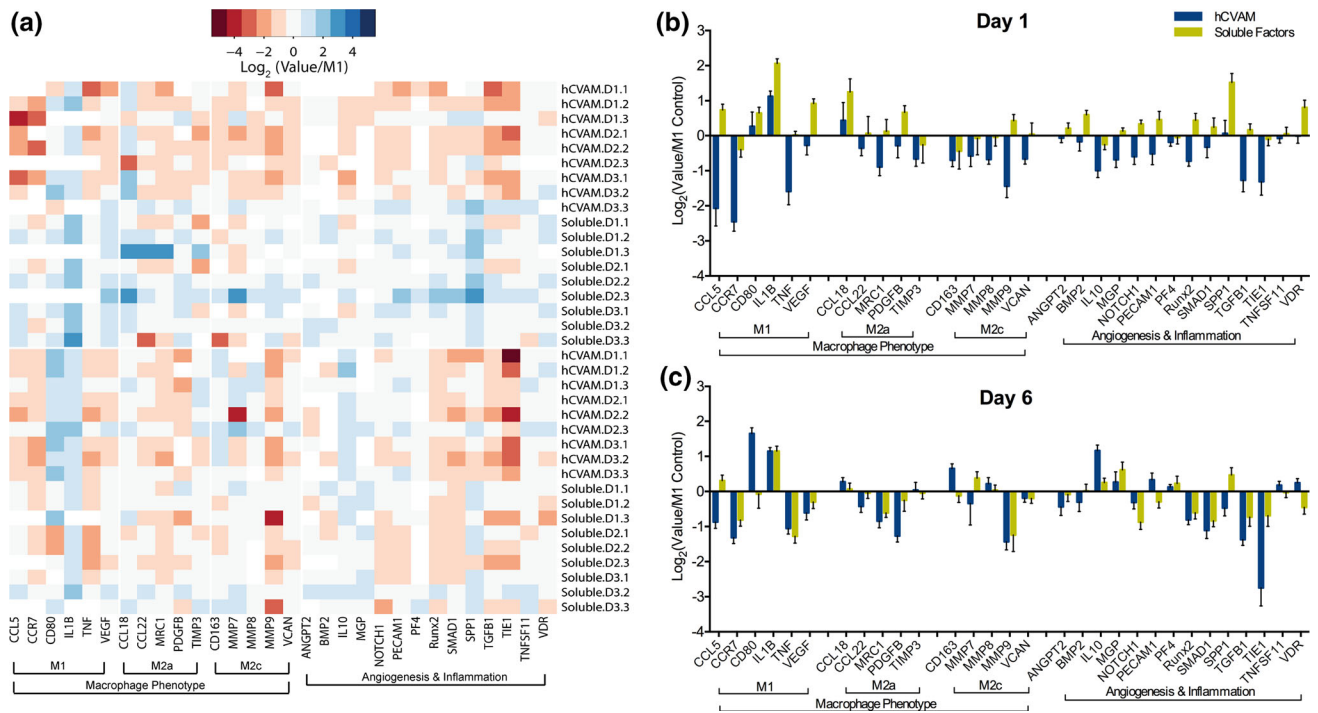 (a)
−4 −2 0 2 4
Log2 (Value/M1)
hCVAM.D1.1
hCVAM.D1.2
hCVAM.D1.3
hCVAM.D2.1
hCVAM.D2.2
hCVAM.D2.3
hCVAM.D3.1
hCVAM.D3.2
hCVAM.D3.3
Soluble.D1.1
Soluble.D1.2
Soluble.D1.3
Soluble.D2.1
Soluble.D2.2
Soluble.D2.3
Soluble.D3.1
Soluble.D3.2
Soluble.D3.3
hCVAM.D1.1
hCVAM.D1.2
hCVAM.D1.3
hCVAM.D2.1
hCVAM.D2.2
hCVAM.D2.3
hCVAM.D3.1
hCVAM.D3.2
hCVAM.D3.3
Soluble.D1.1
Soluble.D1.2
Soluble.D1.3
Soluble.D2.1
Soluble.D2.2
Soluble.D2.3
Soluble.D3.1
Soluble.D3.2
Soluble.D3.3
CCL5 CCR7 CD80 IL1B TNF VEGF CCL18 CCL22 MRC1 PDGFB TIMP3 CD163 MMP7 MMP8 MMP9 VCAN ANGPT2 BMP2 IL10 MGP NOTCH1 PECAM1 PF4 Runx2 SMAD1 SPP1 TGFB1 TIE1 TNFSF11 VDR
M1 M2a M2c
Macrophage Phenotype
Angiogenesis & Inflammation
(b)
Day 1
hCVAM
Soluble Factors
Log2(Value/M1 Control)
3
2
1
0
-1
-2
-3
-4
CCL5 CCR7 CD80 IL1B TNF VEGF CCL18 CCL22 MRC1 PDGFB TIMP3 CD163 MMP7 MMP8 MMP9 VCAN ANGPT2 BMP2 IL10 MGP NOTCH1 PECAM1 PF4 Runx2 SMAD1 SPP1 TGFB1 TIE1 TNFSF11 VDR
M1 M2a M2c
Macrophage Phenotype
Angiogenesis & Inflammation
(c)
Day 6
Log2(Value/M1 Control)
3
2
1
0
-1
-2
-3
-4
CCL5 CCR7 CD80 IL1B TNF VEGF CCL18 CCL22 MRC1 PDGFB TIMP3 CD163 MMP7 MMP8 MMP9 VCAN ANGPT2 BMP2 IL10 MGP NOTCH1 PECAM1 PF4 Runx2 SMAD1 SPP1 TGFB1 TIE1 TNFSF11 VDR
M1 M2a M2c
Macrophage Phenotype
Angiogenesis & Inflammation